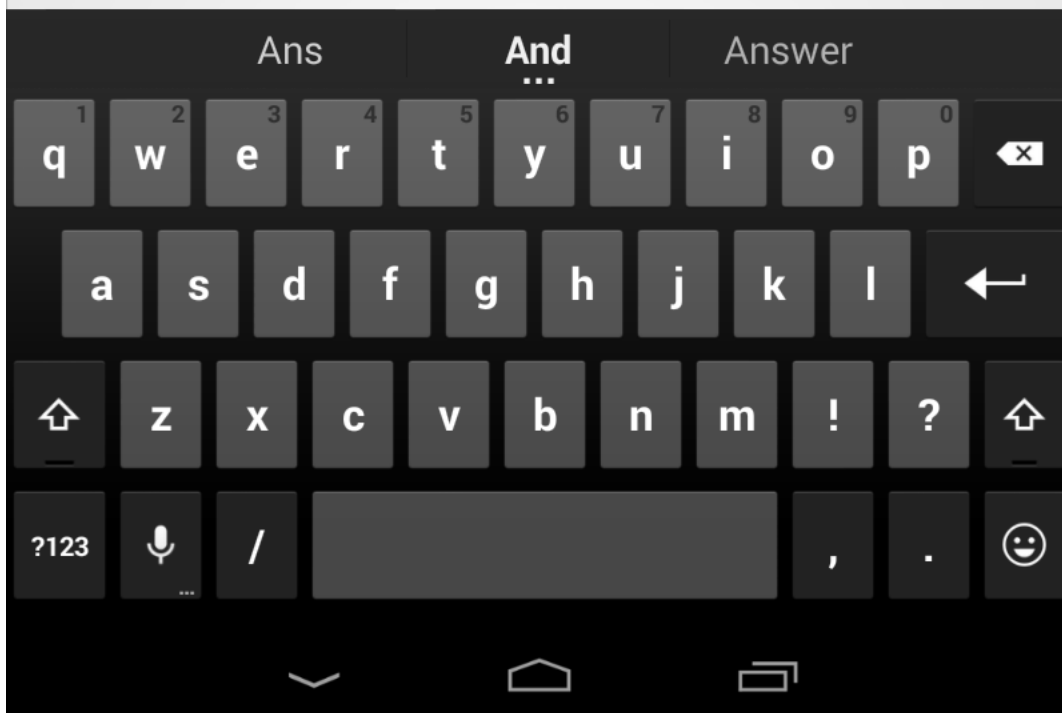 Ans And Answer
1 2 3 4 5 6 7 8 9 0
q w e r t y u i o p
a s d f g h j k l
z x c v b n m ! ?
?123 / , .